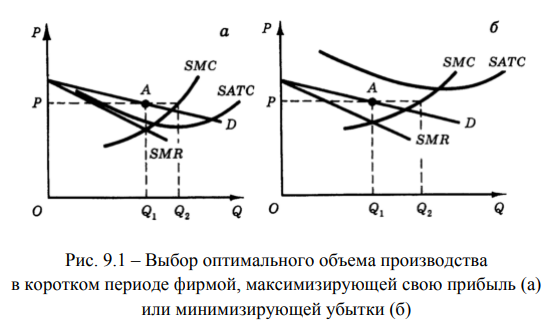 P а
SMC
SATC
A
P
D
SMR
O Q₁ Q₂ Q
P б
SMC SATC
A
P
D
SMR
O Q₁ Q₂ Q
Рис. 9.1 – Выбор оптимального объема производства
в коротком периоде фирмой, максимизирующей свою прибыль (а)
или минимизирующей убытки (б)